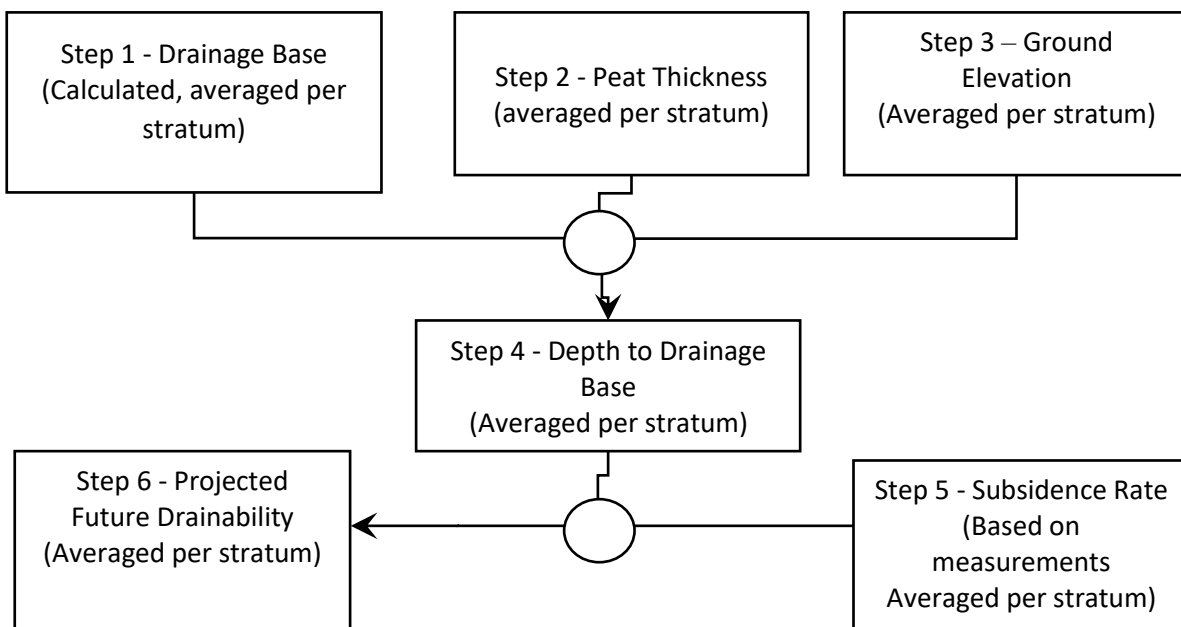 Step 1 - Drainage Base
(Calculated, averaged per
stratum)
Step 2 - Peat Thickness
(averaged per stratum)
Step 3 – Ground
Elevation
(Averaged per stratum)
Step 4 - Depth to Drainage
Base
(Averaged per stratum)
Step 6 - Projected
Future Drainability
(Averaged per stratum)
Step 5 - Subsidence Rate
(Based on
measurements
Averaged per stratum)